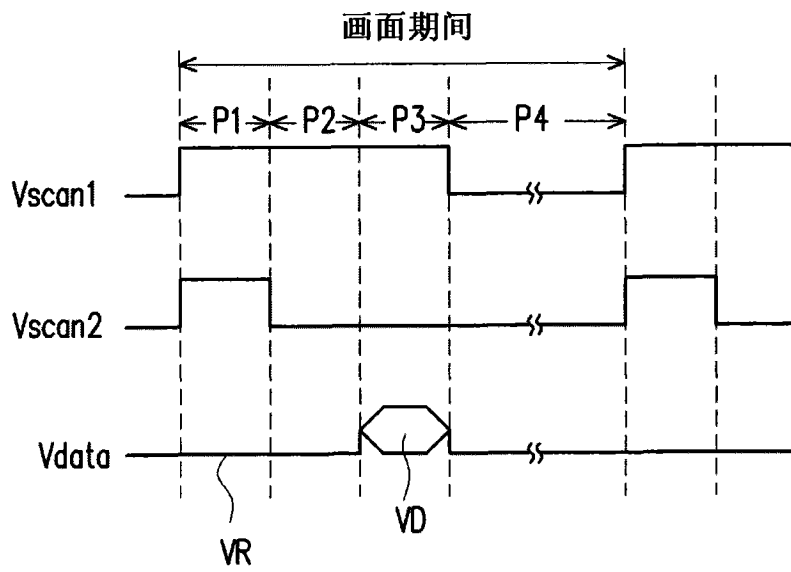 画面期间
P1 P2 P3 P4
Vscan1
Vscan2
Vdata
VD
VR